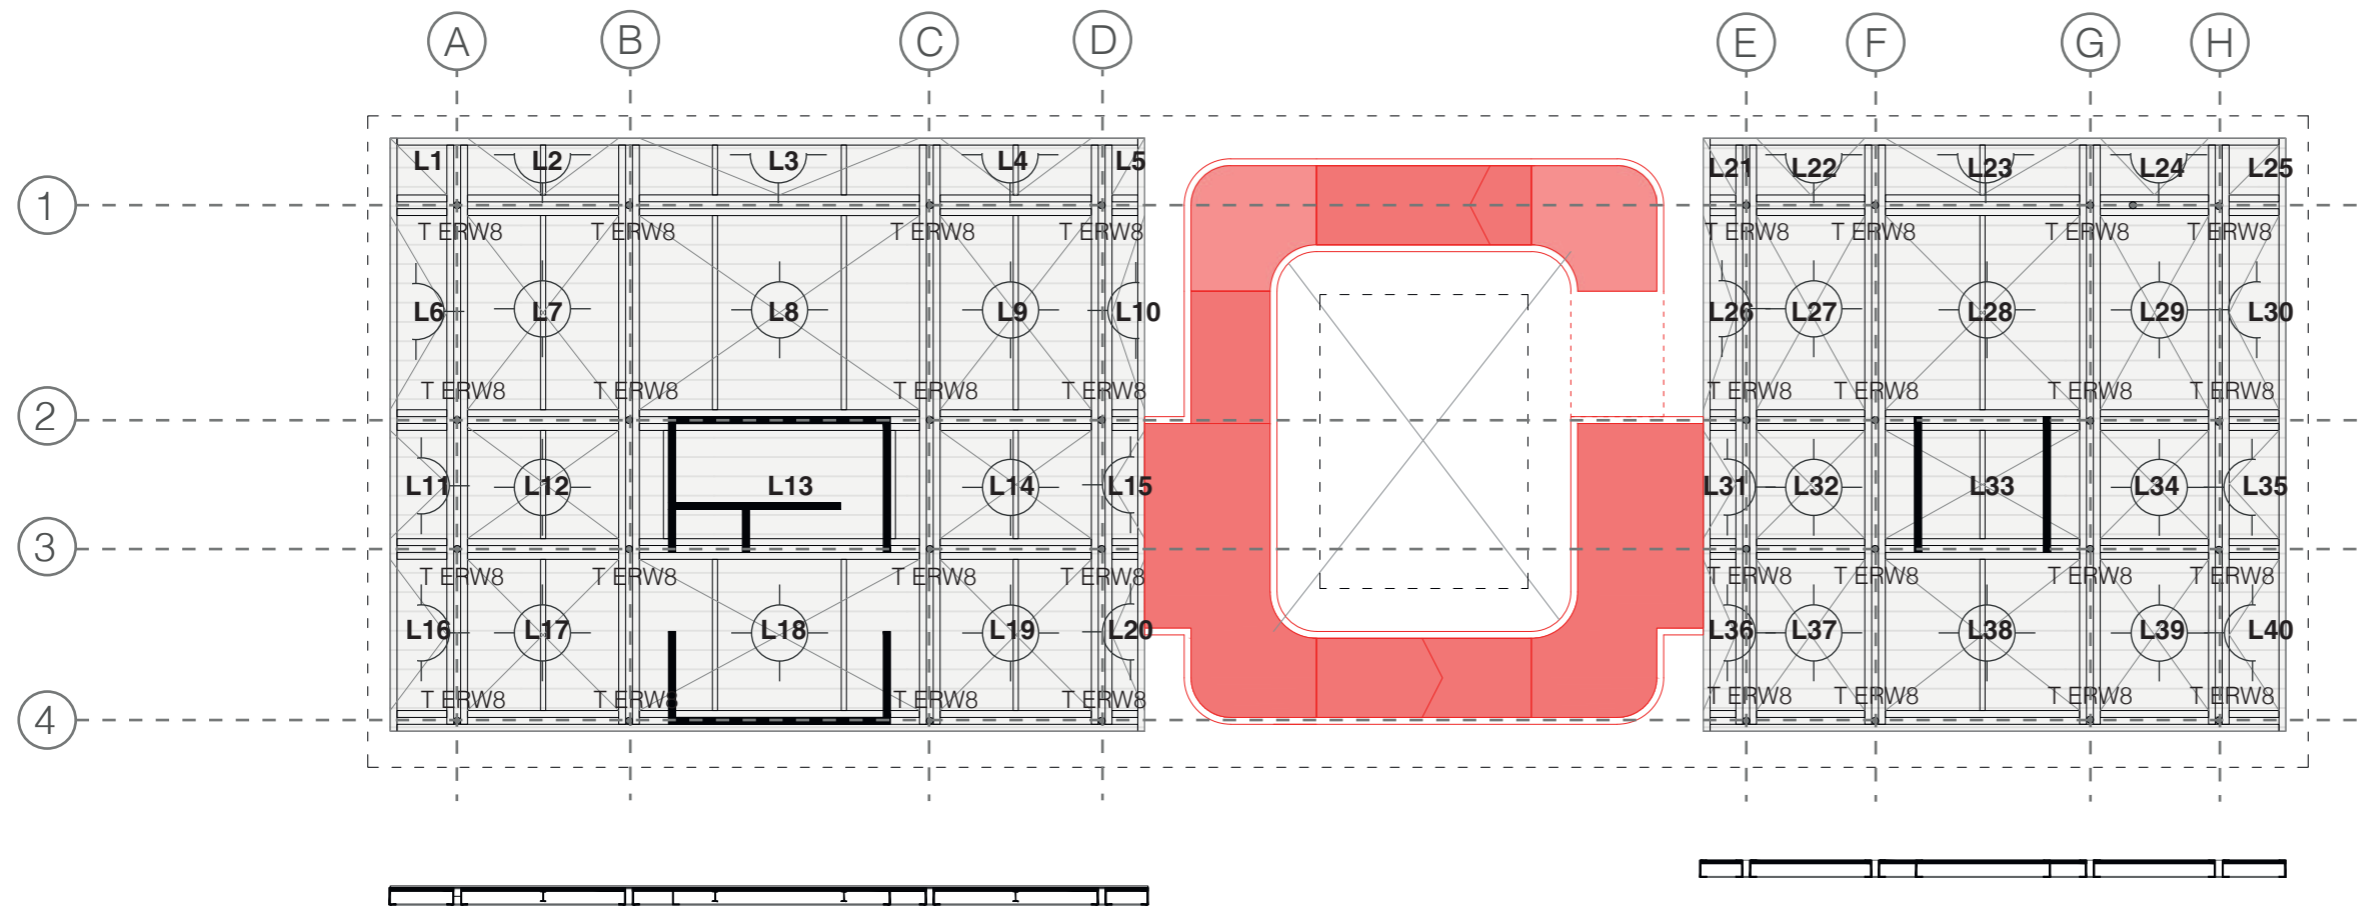 A B C D E F G H
L1 L2 L3 L4 L5 L21 L22 L23 L24 L25
1
T ERW8 T ERW8 T ERW8 T ERW8 T ERW8 T ERW8 T ERW8 T ERW8
L6 L7 L8 L9 L10 L26 L27 L28 L29 L30
T ERW8 T ERW8 T ERW8 T ERW8 T ERW8 T ERW8 T ERW8 T ERW8
2
L11 L12 L13 L14 L15 L31 L32 L33 L34 L35
3
T ERW8 T ERW8 T ERW8 T ERW8 T ERW8 T ERW8 T ERW8 T ERW8
L16 L17 L18 L19 L20 L36 L37 L38 L39 L40
T ERW8 T ERW8 T ERW8 T ERW8 T ERW8 T ERW8 T ERW8 T ERW8
4